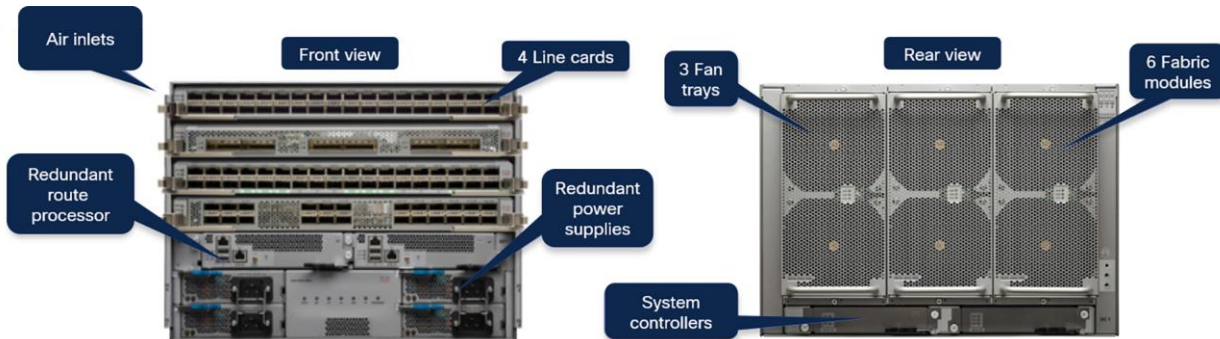 Air inlets
Front view
4 Line cards
Redundant
route
processor
Redundant
power
supplies
Rear view
3 Fan
trays
6 Fabric
modules
System
controllers